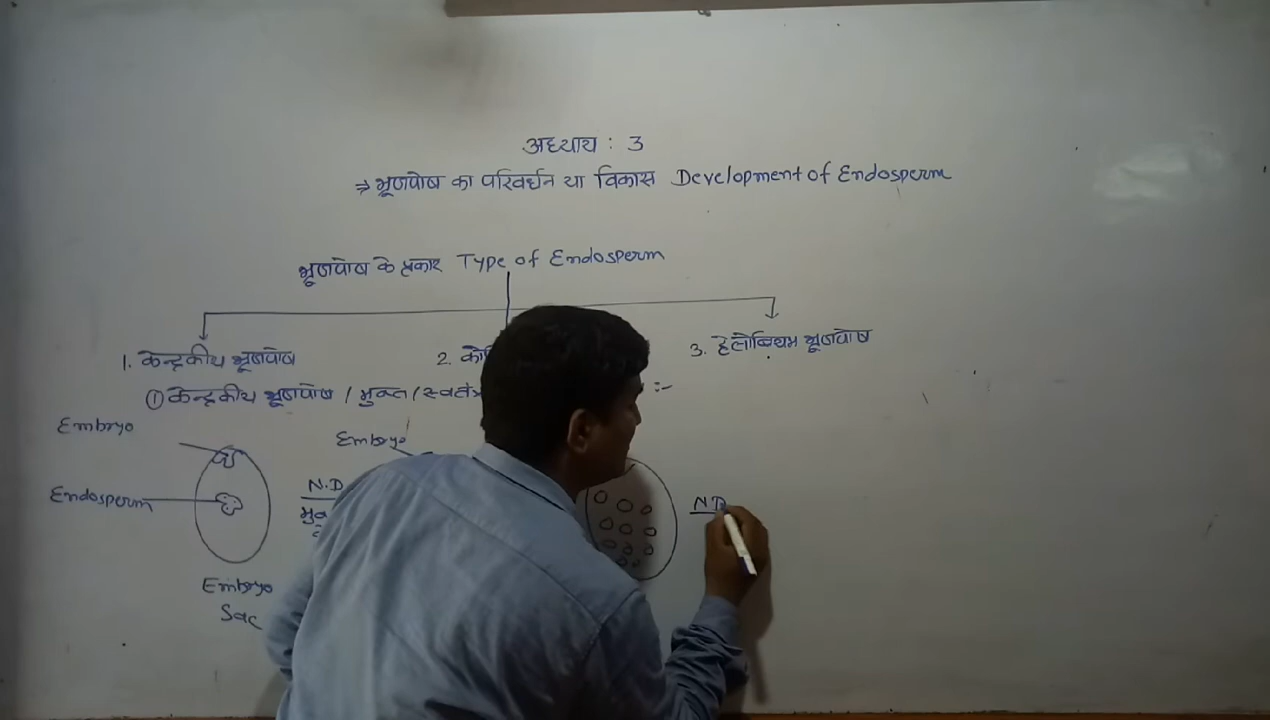 अध्याय : 3
⇒ भ्रूणपोष का परिवर्धन या विकास Development of Endosperm
भ्रूणपोष के प्रकार Type of Endosperm
1. केन्द्रकीय भ्रूणपोष
2.
3. हेलोबियम भ्रूणपोष
① केन्द्रकीय भ्रूणपोष / मुक्त / :-
Embryo
Endosperm
Embryo
Sac
N.D
Embryo
N.D